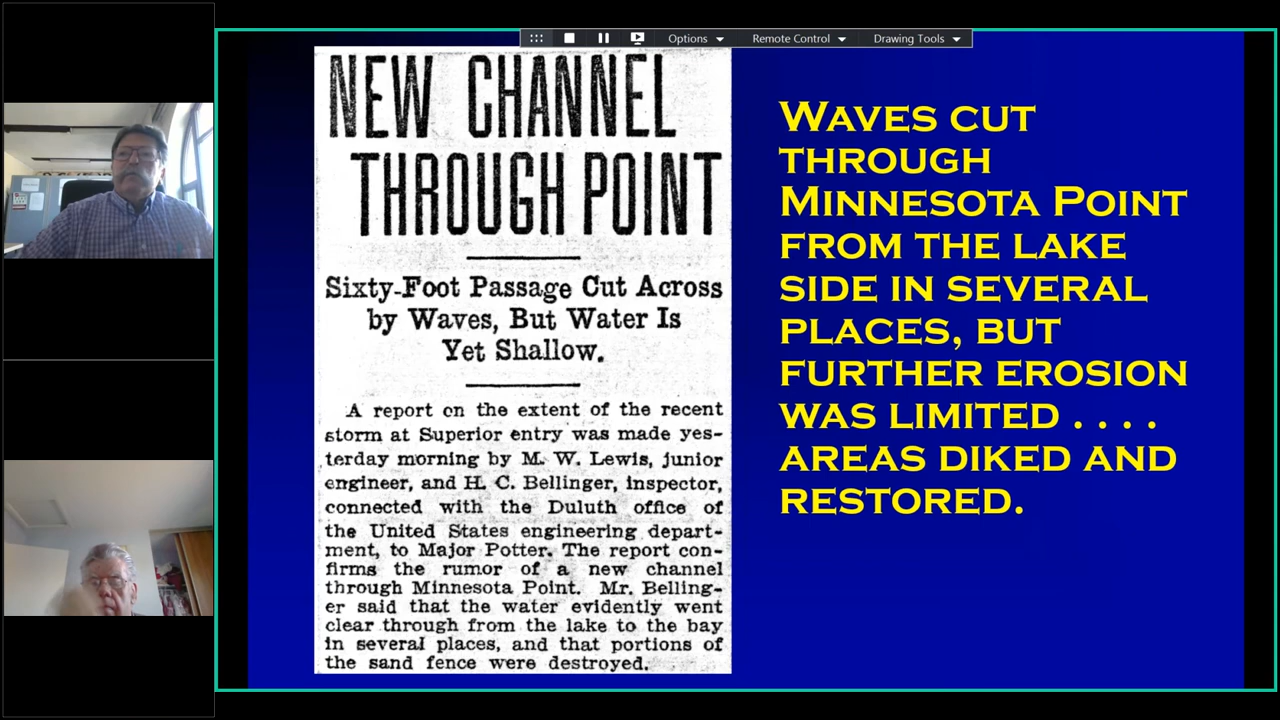 Options
Remote Control
Drawing Tools
NEW CHANNEL
THROUGH POINT
Sixty-Foot Passage Cut Across
by Waves, But Water Is
Yet Shallow.
A report on the extent of the recent
storm at Superior entry was made yes-
terday morning by M. W. Lewis, junior
engineer, and H. C. Bellinger, inspector,
connected with the Duluth office of
the United States engineering depart-
ment, to Major Potter. The report con-
firms the rumor of a new channel
through Minnesota Point. Mr. Belling-
er said that the water evidently went
clear through from the lake to the bay
in several places, and that portions of
the sand fence were destroyed.
WAVES CUT
THROUGH
MINNESOTA POINT
FROM THE LAKE
SIDE IN SEVERAL
PLACES, BUT
FURTHER EROSION
WAS LIMITED . . . .
AREAS DIKED AND
RESTORED.